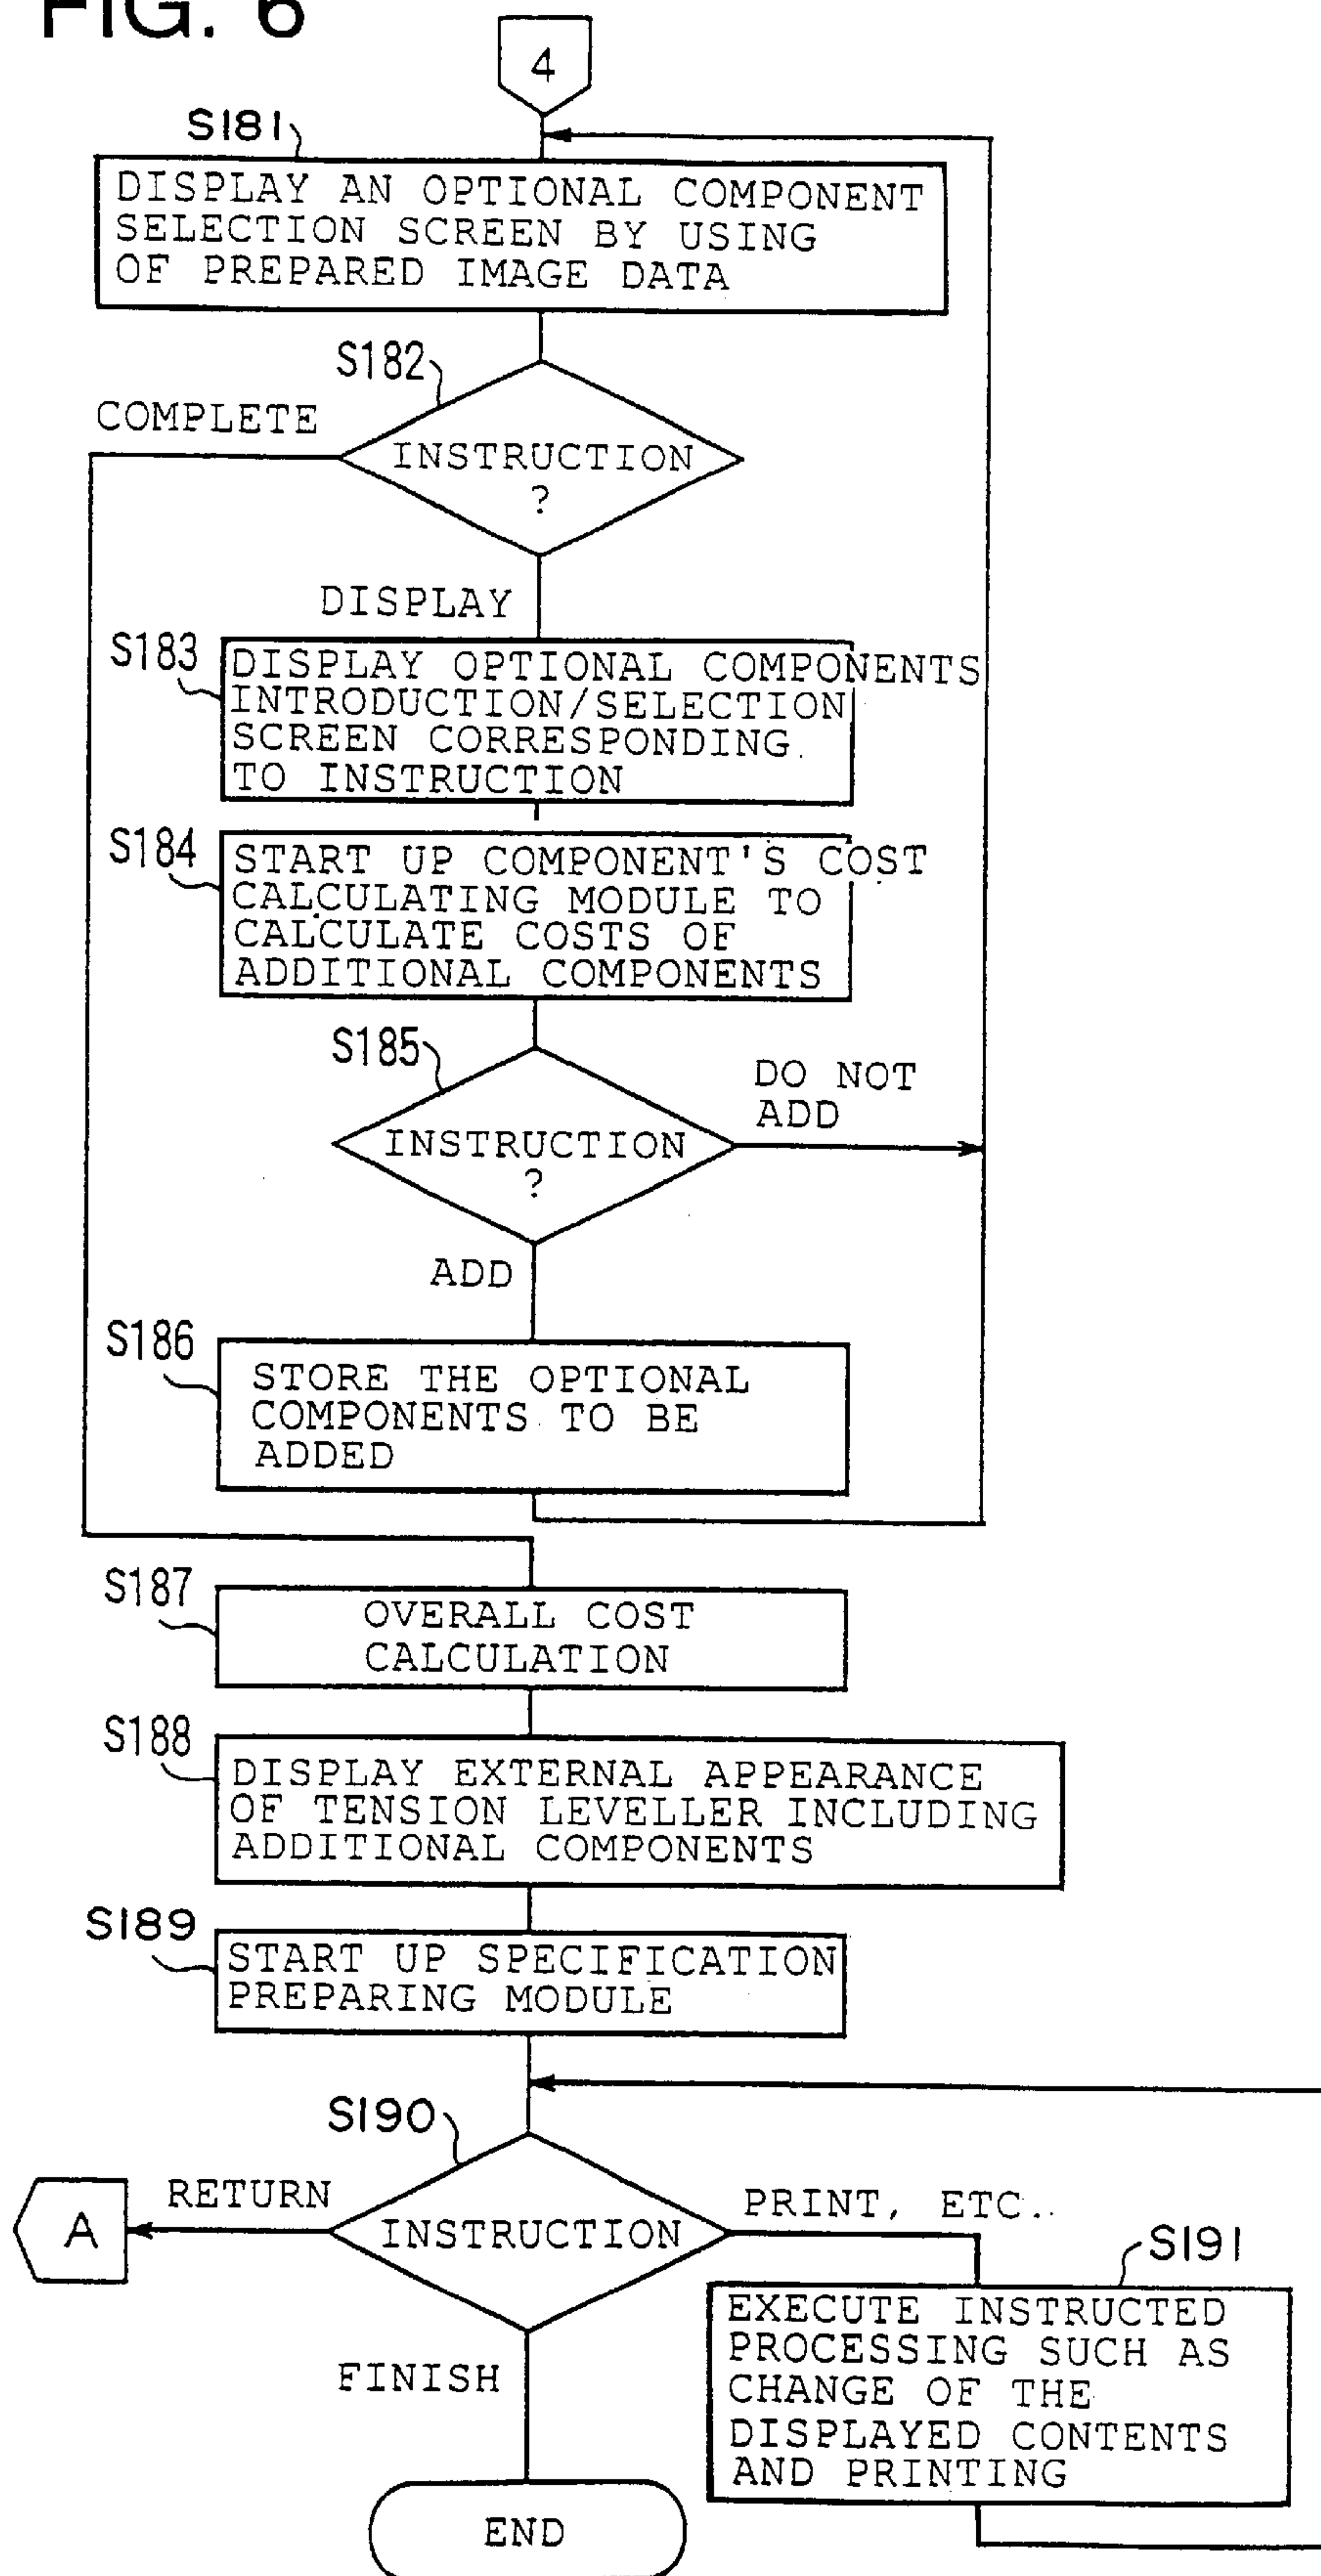 FIG. 6
4
S181
DISPLAY AN OPTIONAL COMPONENT
SELECTION SCREEN BY USING
OF PREPARED IMAGE DATA
S182
COMPLETE
INSTRUCTION
?
DISPLAY
S183
DISPLAY OPTIONAL COMPONENTS
INTRODUCTION/SELECTION
SCREEN CORRESPONDING
TO INSTRUCTION
S184
START UP COMPONENT'S COST
CALCULATING MODULE TO
CALCULATE COSTS OF
ADDITIONAL COMPONENTS
S185
DO NOT
ADD
INSTRUCTION
?
ADD
S186
STORE THE OPTIONAL
COMPONENTS TO BE
ADDED
S187
OVERALL COST
CALCULATION
S188
DISPLAY EXTERNAL APPEARANCE
OF TENSION LEVELLER INCLUDING
ADDITIONAL COMPONENTS
S189
START UP SPECIFICATION
PREPARING MODULE
S190
RETURN
A
INSTRUCTION
PRINT, ETC..
S191
EXECUTE INSTRUCTED
PROCESSING SUCH AS
CHANGE OF THE
DISPLAYED CONTENTS
AND PRINTING
FINISH
END